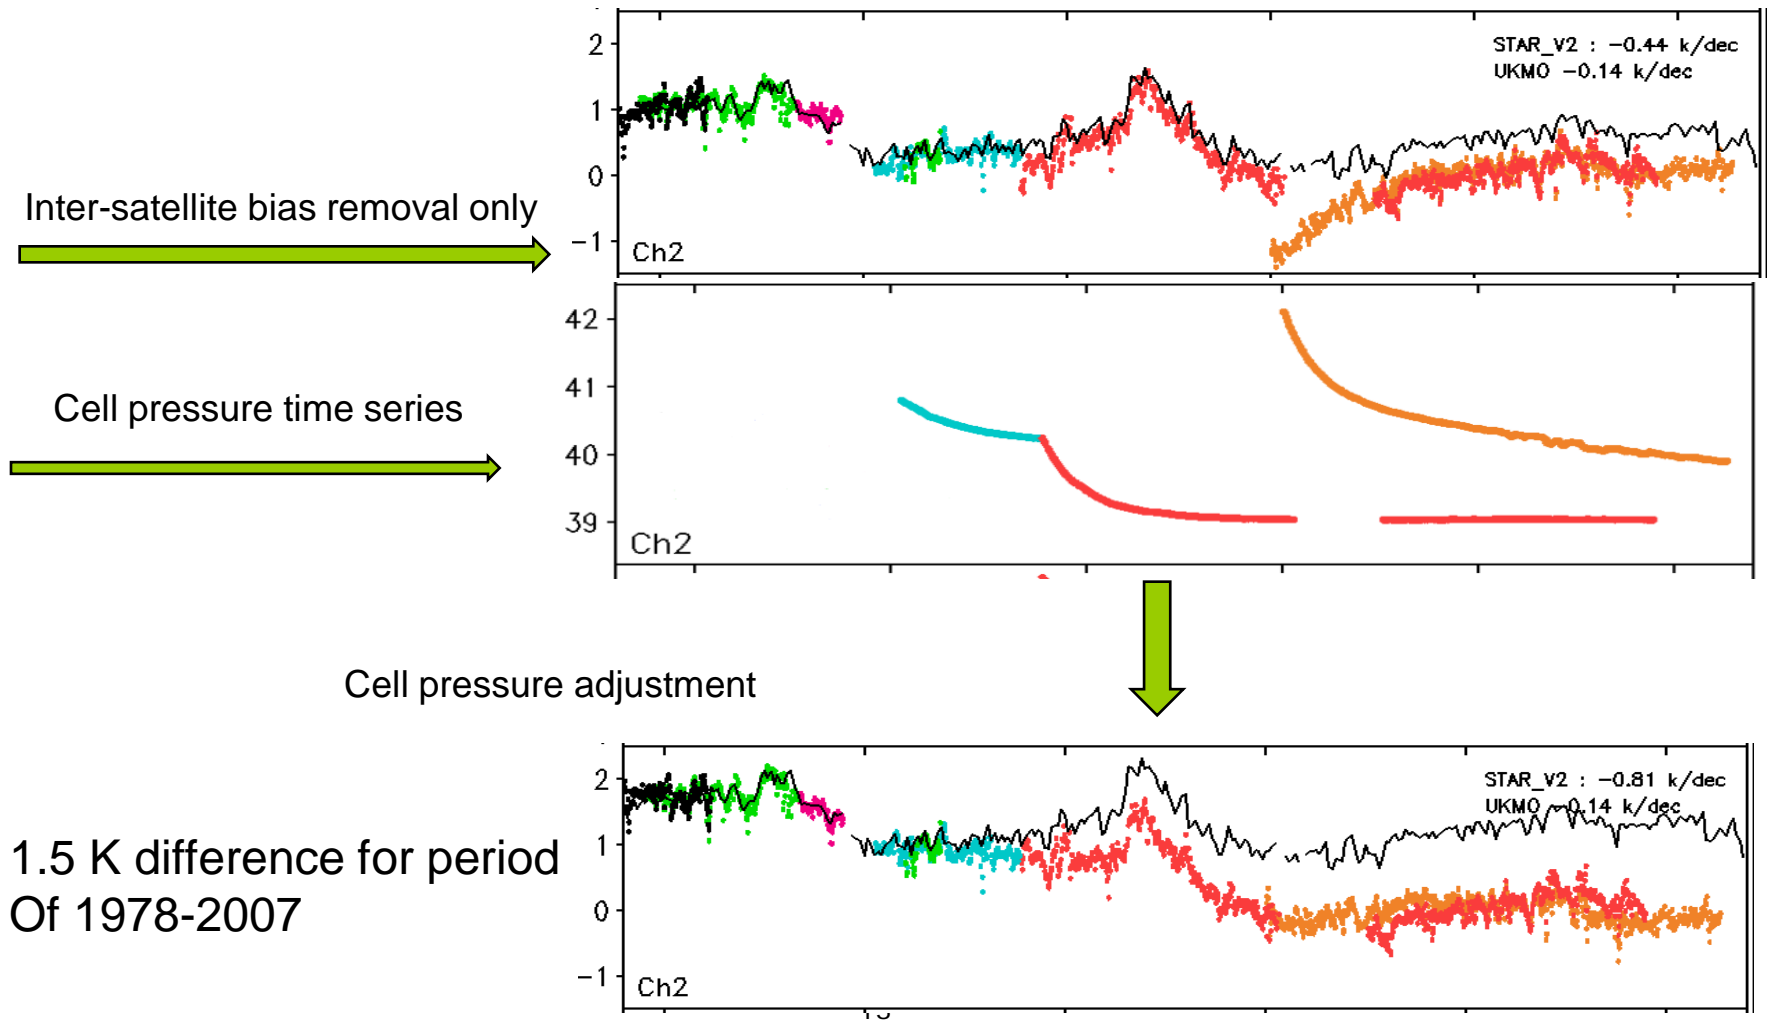 2
1
0
−1
STAR_V2 : −0.44 k/dec
UKMO −0.14 k/dec
Ch2
Inter-satellite bias removal only
42
41
40
39
Ch2
Cell pressure time series
Cell pressure adjustment
2
1
0
−1
STAR_V2 : −0.81 k/dec
UKMO −0.14 k/dec
Ch2
1.5 K difference for period
Of 1978-2007